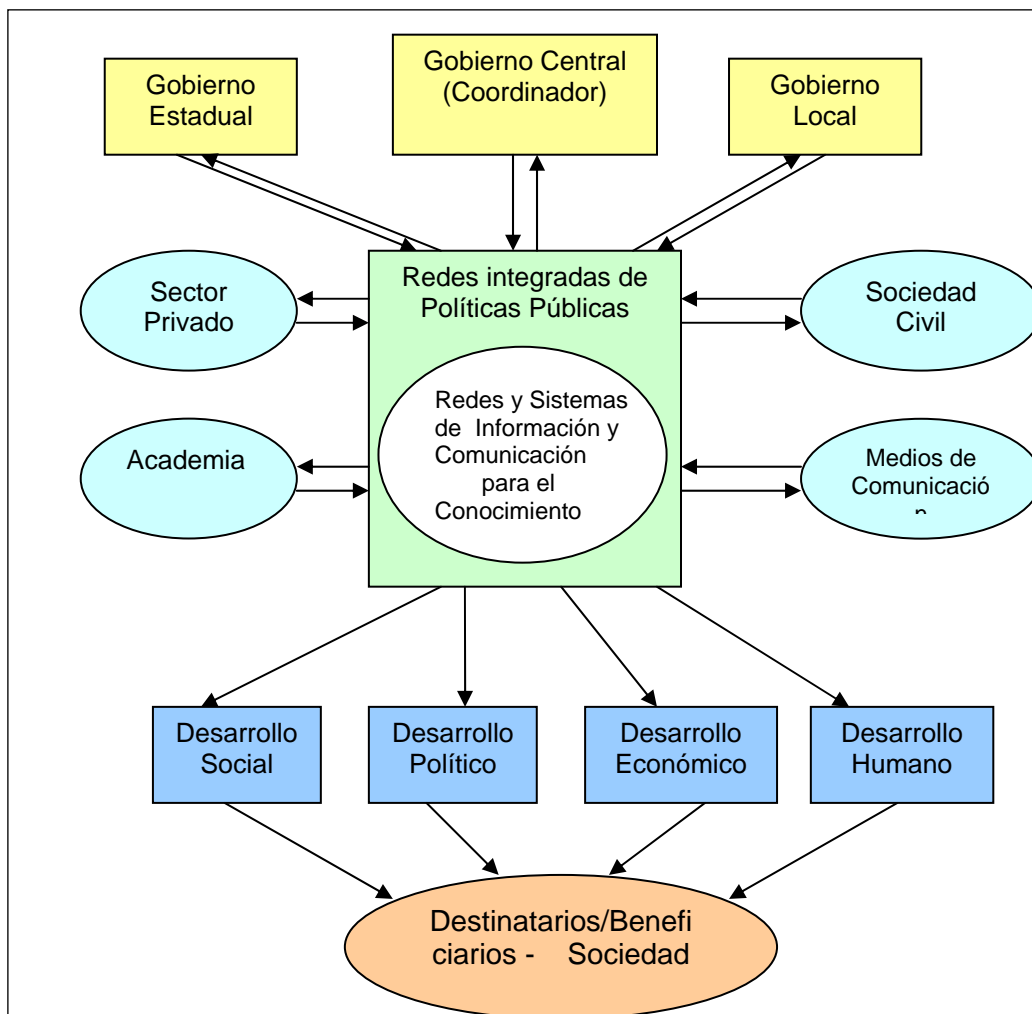 Gobierno
Estadual
Gobierno Central
(Coordinador)
Gobierno
Local
Redes integradas de
Políticas Públicas
Sector
Privado
Sociedad
Civil
Redes y Sistemas
de Información y
Comunicación
para el
Conocimiento
Academia
Medios de
Comunicació
n
Desarrollo
Social
Desarrollo
Político
Desarrollo
Económico
Desarrollo
Humano
Destinatarios/Benefi
ciarios - Sociedad